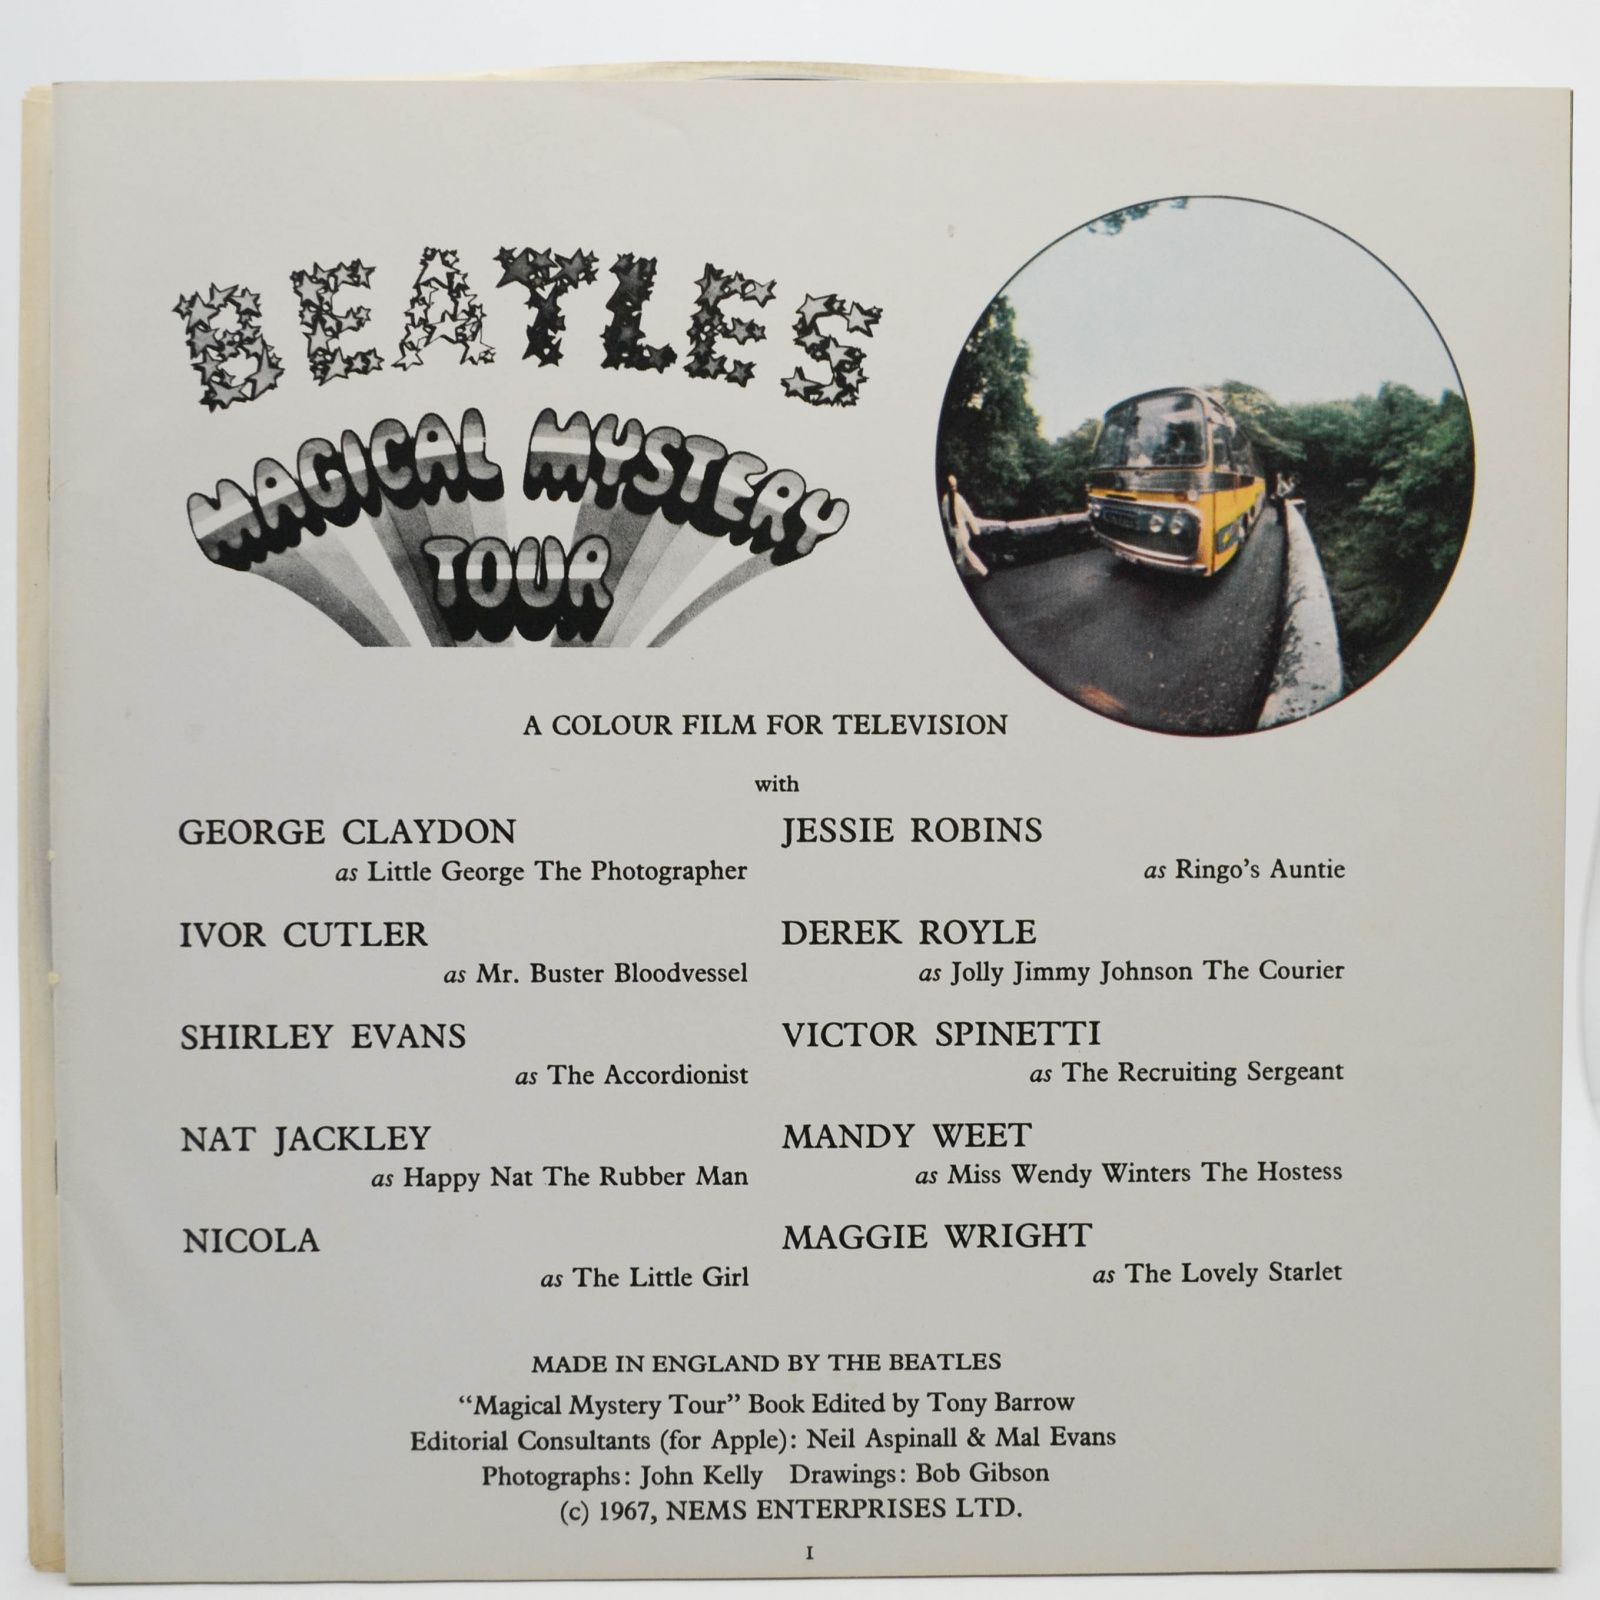 BEATLES
MAGICAL MYSTERY
TOUR
A COLOUR FILM FOR TELEVISION
with
GEORGE CLAYDON
as Little George The Photographer
JESSIE ROBINS
as Ringo's Auntie
IVOR CUTLER
as Mr. Buster Bloodvessel
DEREK ROYLE
as Jolly Jimmy Johnson The Courier
SHIRLEY EVANS
as The Accordionist
VICTOR SPINETTI
as The Recruiting Sergeant
NAT JACKLEY
as Happy Nat The Rubber Man
MANDY WEET
as Miss Wendy Winters The Hostess
NICOLA
as The Little Girl
MAGGIE WRIGHT
as The Lovely Starlet
MADE IN ENGLAND BY THE BEATLES
“Magical Mystery Tour” Book Edited by Tony Barrow
Editorial Consultants (for Apple): Neil Aspinall & Mal Evans
Photographs: John Kelly Drawings: Bob Gibson
(c) 1967, NEMS ENTERPRISES LTD.
I